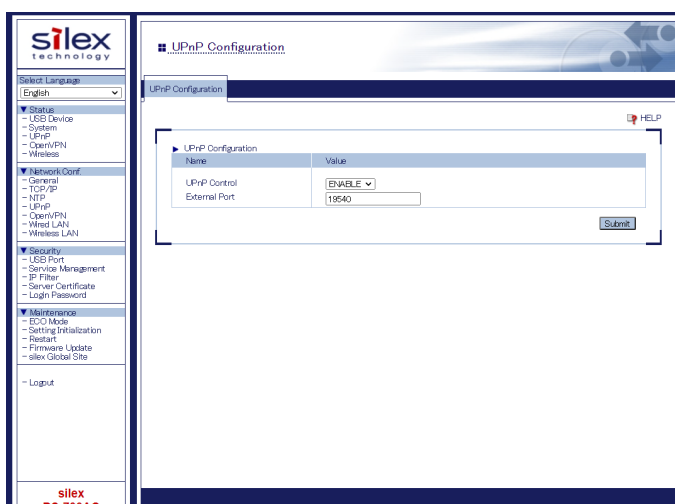 silex
technology
Select Language
English
▼ Status
- USB Device
- System
- UPnP
- OpenVPN
- Wireless
▼ Network Conf.
- General
- TCP/IP
- NTP
- UPnP
- OpenVPN
- Wired LAN
- Wireless LAN
▼ Security
- USB Port
- Service Management
- IP Filter
- Server Certificate
- Login Password
▼ Maintenance
- ECO Mode
- Setting Initialization
- Restart
- Firmware Update
- silex Global Site
- Logout
silex
UPnP Configuration
UPnP Configuration
HELP
UPnP Configuration
Name Value
UPnP Control ENABLE
External Port 19540
Submit